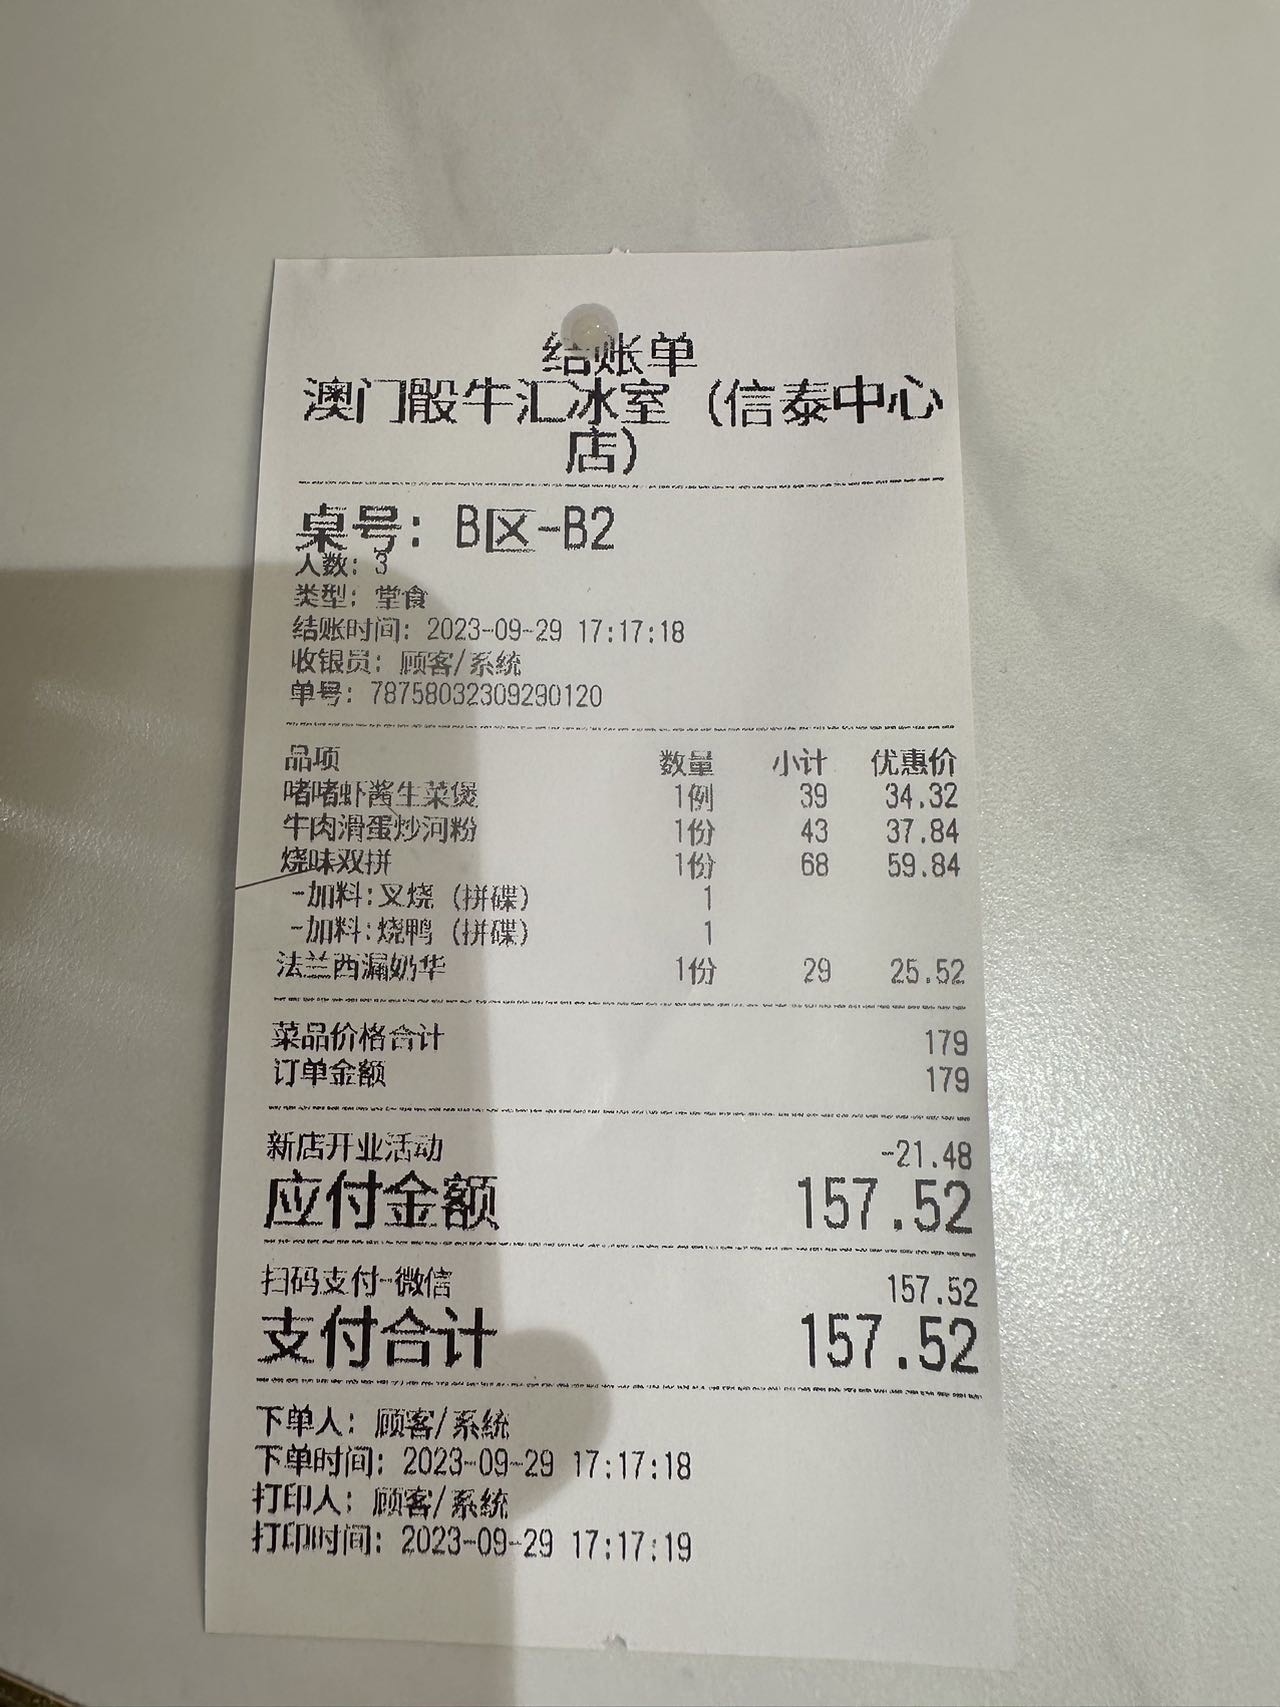 结账单
澳门骰牛汇冰室（信泰中心
店）
桌号：B区-B2
人数：3
类型：堂食
结账时间：2023-09-29 17:17:18
收银员：顾客/系统
单号：78758032309290120
品项 数量 小计 优惠价
啫啫虾酱生菜煲 1例 39 34.32
牛肉滑蛋炒河粉 1份 43 37.84
烧味双拼 1份 68 59.84
-加料:叉烧（拼碟） 1
-加料:烧鸭（拼碟） 1
法兰西漏奶华 1份 29 25.52
菜品价格合计 179
订单金额 179
新店开业活动 -21.48
应付金额 157.52
扫码支付-微信 157.52
支付合计 157.52
下单人：顾客/系统
下单时间：2023-09-29 17:17:18
打印人：顾客/系统
打印时间：2023-09-29 17:17:19